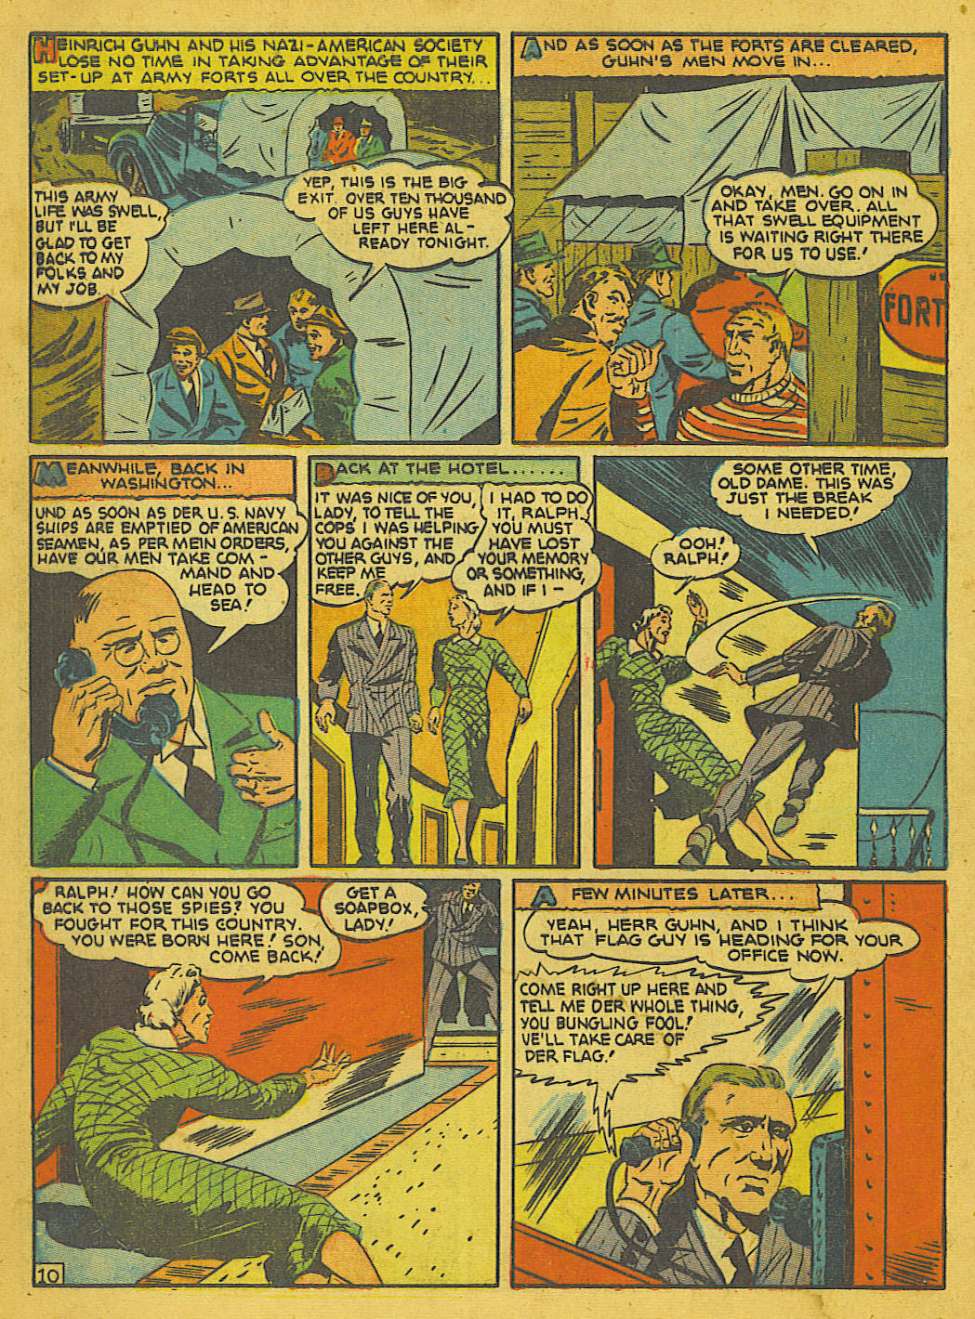 HEINRICH GUHN AND HIS NAZI-AMERICAN SOCIETY
LOSE NO TIME IN TAKING ADVANTAGE OF THEIR
SET-UP AT ARMY FORTS ALL OVER THE COUNTRY...
THIS ARMY
LIFE WAS SWELL,
BUT I'LL BE
GLAD TO GET
BACK TO MY
FOLKS AND
MY JOB.
YEP, THIS IS THE BIG
EXIT. OVER TEN THOUSAND
OF US GUYS HAVE
LEFT HERE AL-
READY TONIGHT.
AND AS SOON AS THE FORTS ARE CLEARED,
GUHN'S MEN MOVE IN...
OKAY, MEN. GO ON IN
AND TAKE OVER. ALL
THAT SWELL EQUIPMENT
IS WAITING RIGHT THERE
FOR US TO USE!
FORT
MEANWHILE, BACK IN
WASHINGTON...
UND AS SOON AS DER U.S. NAVY
SHIPS ARE EMPTIED OF AMERICAN
SEAMEN, AS PER MEIN ORDERS,
HAVE OUR MEN TAKE COM-
MAND AND
HEAD TO
SEA!
BACK AT THE HOTEL......
IT WAS NICE OF YOU,
LADY, TO TELL THE
COPS I WAS HELPING
YOU AGAINST THE
OTHER GUYS, AND
KEEP ME
FREE.
I HAD TO DO
IT, RALPH.
YOU MUST
HAVE LOST
YOUR MEMORY
OR SOMETHING,
AND IF I-
OOH!
RALPH!
SOME OTHER TIME,
OLD DAME. THIS WAS
JUST THE BREAK
I NEEDED!
RALPH! HOW CAN YOU GO
BACK TO THOSE SPIES? YOU
FOUGHT FOR THIS COUNTRY.
YOU WERE BORN HERE! SON,
COME BACK!
GET A
SOAPBOX,
LADY!
10
A FEW MINUTES LATER...
YEAH, HERR GUHN, AND I THINK
THAT FLAG GUY IS HEADING FOR YOUR
OFFICE NOW.
COME RIGHT UP HERE AND
TELL ME DER WHOLE THING,
YOU BUNGLING FOOL!
VE'LL TAKE CARE OF
DER FLAG!